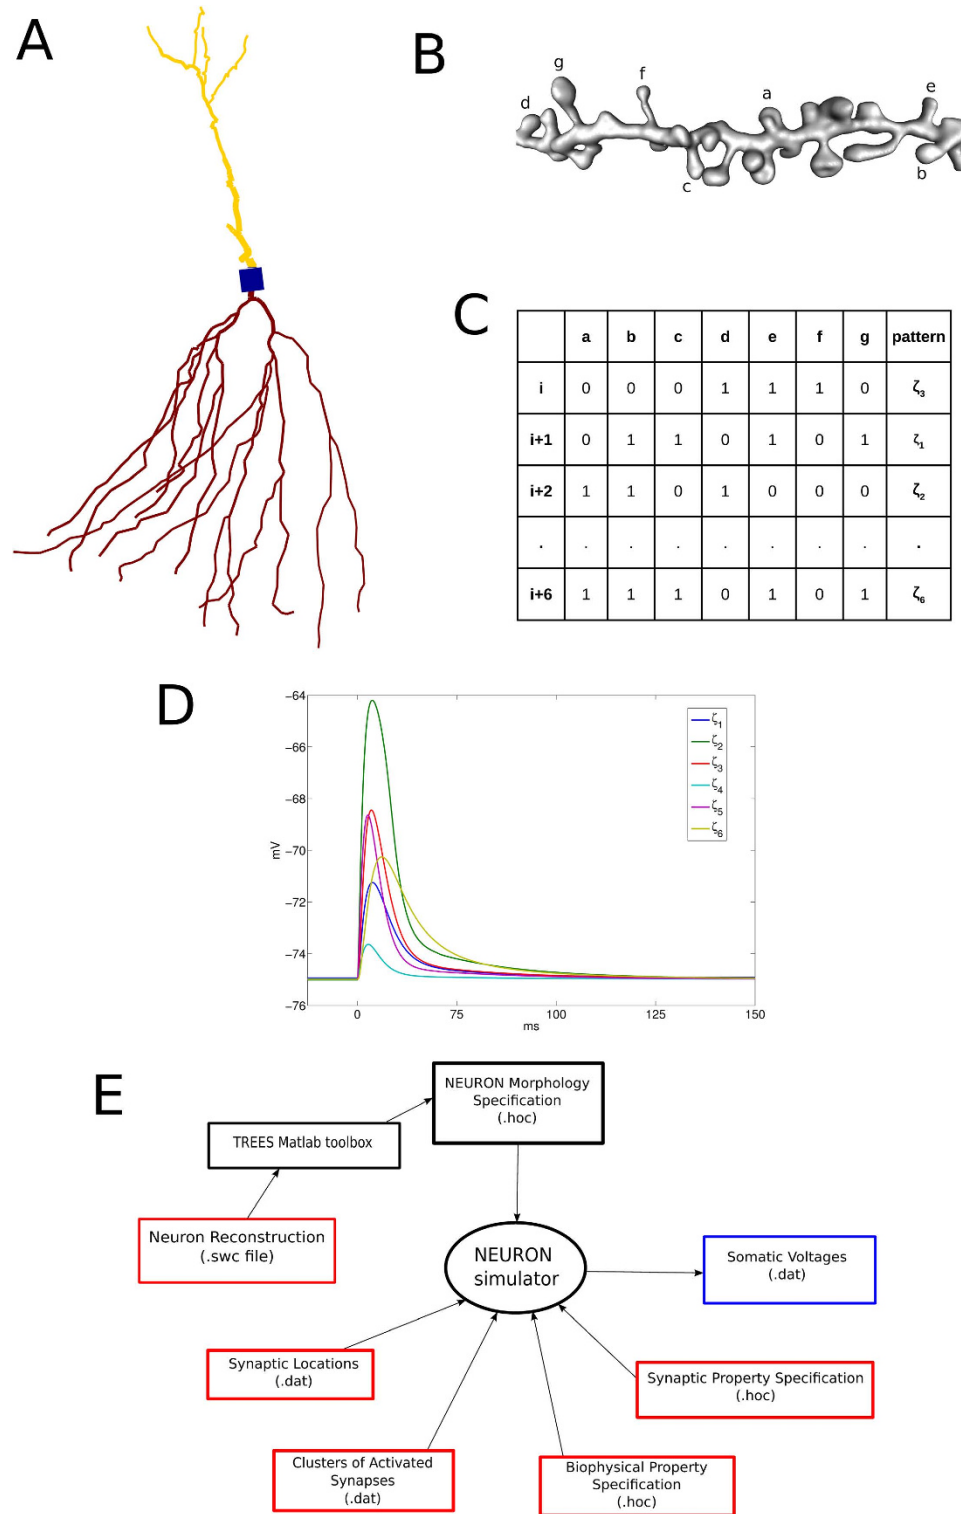 A
B
g
f
d
a
e
c
b
C
a b c d e f g pattern
i 0 0 0 1 1 1 0 ζ3
i+1 0 1 1 0 1 0 1 ζ1
i+2 1 1 0 1 0 0 0 ζ2
. . . . . . . . .
i+6 1 1 1 0 1 0 1 ζ6
D
−64
−66
−68
−70
−72
−74
−76
mV
0 75 100 125 150
ms
ζ1
ζ2
ζ3
ζ4
ζ5
ζ6
E
NEURON Morphology
Specification
(.hoc)
TREES Matlab toolbox
Neuron Reconstruction
(.swc file)
NEURON
simulator
Somatic Voltages
(.dat)
Synaptic Locations
(.dat)
Synaptic Property Specification
(.hoc)
Clusters of Activated
Synapses
(.dat)
Biophysical Property
Specification
(.hoc)